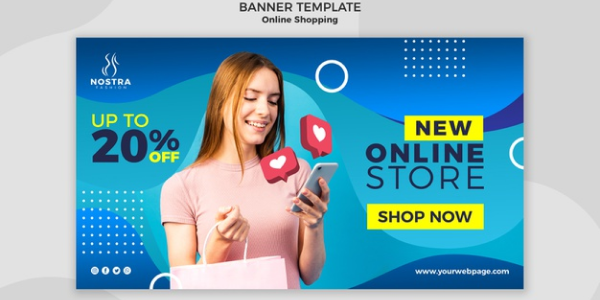 BANNER TEMPLATE
Online Shopping
NOSTRA
FASHION
UP TO
20% OFF
NEW
ONLINE
STORE
SHOP NOW
www.yourwebpage.com